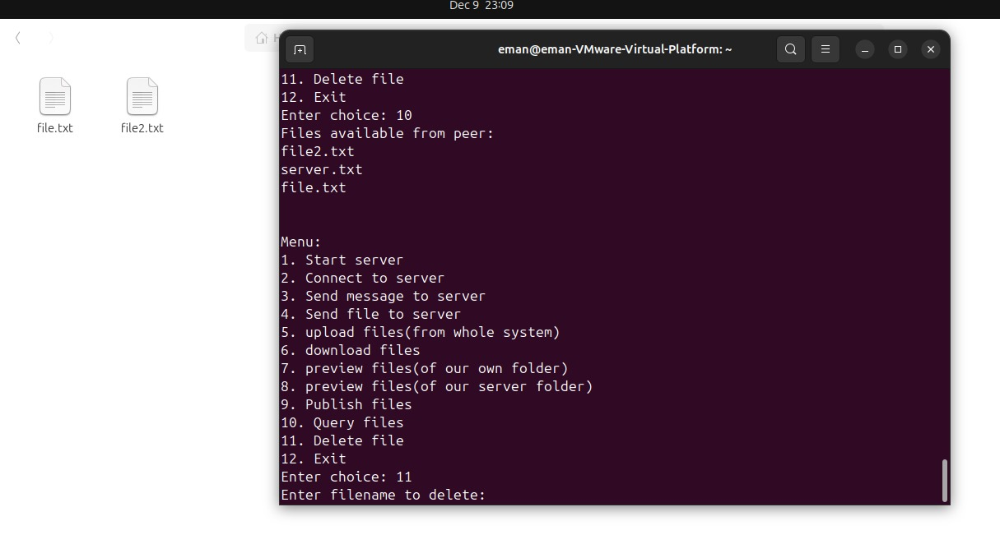 Dec 9 23:09
H
eman@eman-VMware-Virtual-Platform: ~
file.txt
file2.txt
11. Delete file
12. Exit
Enter choice: 10
Files available from peer:
file2.txt
server.txt
file.txt
Menu:
1. Start server
2. Connect to server
3. Send message to server
4. Send file to server
5. upload files(from whole system)
6. download files
7. preview files(of our own folder)
8. preview files(of our server folder)
9. Publish files
10. Query files
11. Delete file
12. Exit
Enter choice: 11
Enter filename to delete: